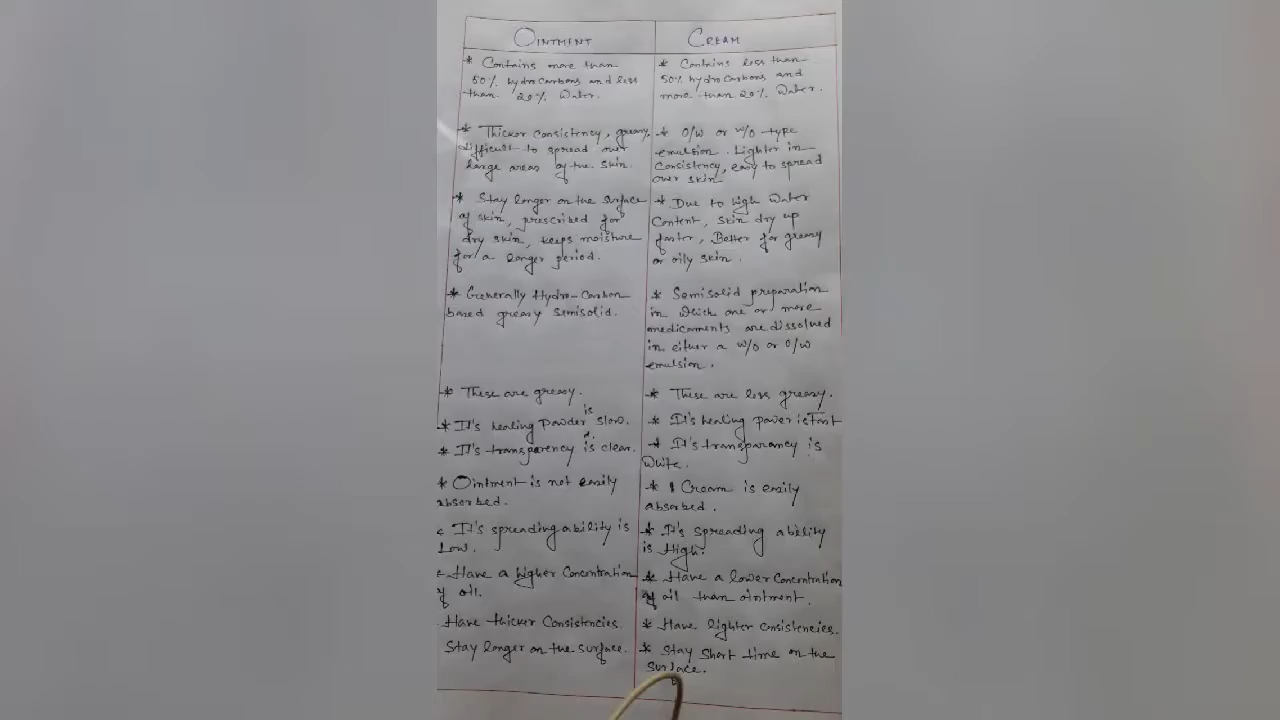 OINTMENT
* Contains more than
50% hydrocarbons and less
than 20% Water.
* Thicker consistency, greasy,
difficult to spread over
large areas of the skin.
* Stay longer on the surface
of skin, prescribed for
dry skin, keeps moisture
for a longer period.
* Generally Hydro-Carbon
based greasy semisolid.
* These are greasy.
* It's healing powder is slow.
* It's transparency is clear.
* Ointment is not easily
absorbed.
* It's spreading ability is
Low.
* Have a higher Concentration
of oil.
Have thicker Consistencies.
Stay longer on the surface.
CREAM
* Contains less than
50% hydrocarbons and
more than 20% Water.
* O/W or W/O type
emulsion. Lighter in
Consistency, easy to spread
over skin
* Due to high Water
Content, skin dry up
faster, Better for greasy
or oily skin.
* Semisolid preparation
in which one or more
medicaments are dissolved
in either a W/O or O/W
emulsion.
* These are less greasy.
* It's healing power is Fast
* It's transparancy is
White.
* Cream is easily
absorbed.
* It's spreading ability
is High.
* Have a lower Concentration
of oil than ointment.
* Have lighter consistencies.
* Stay Short time on the
surface.